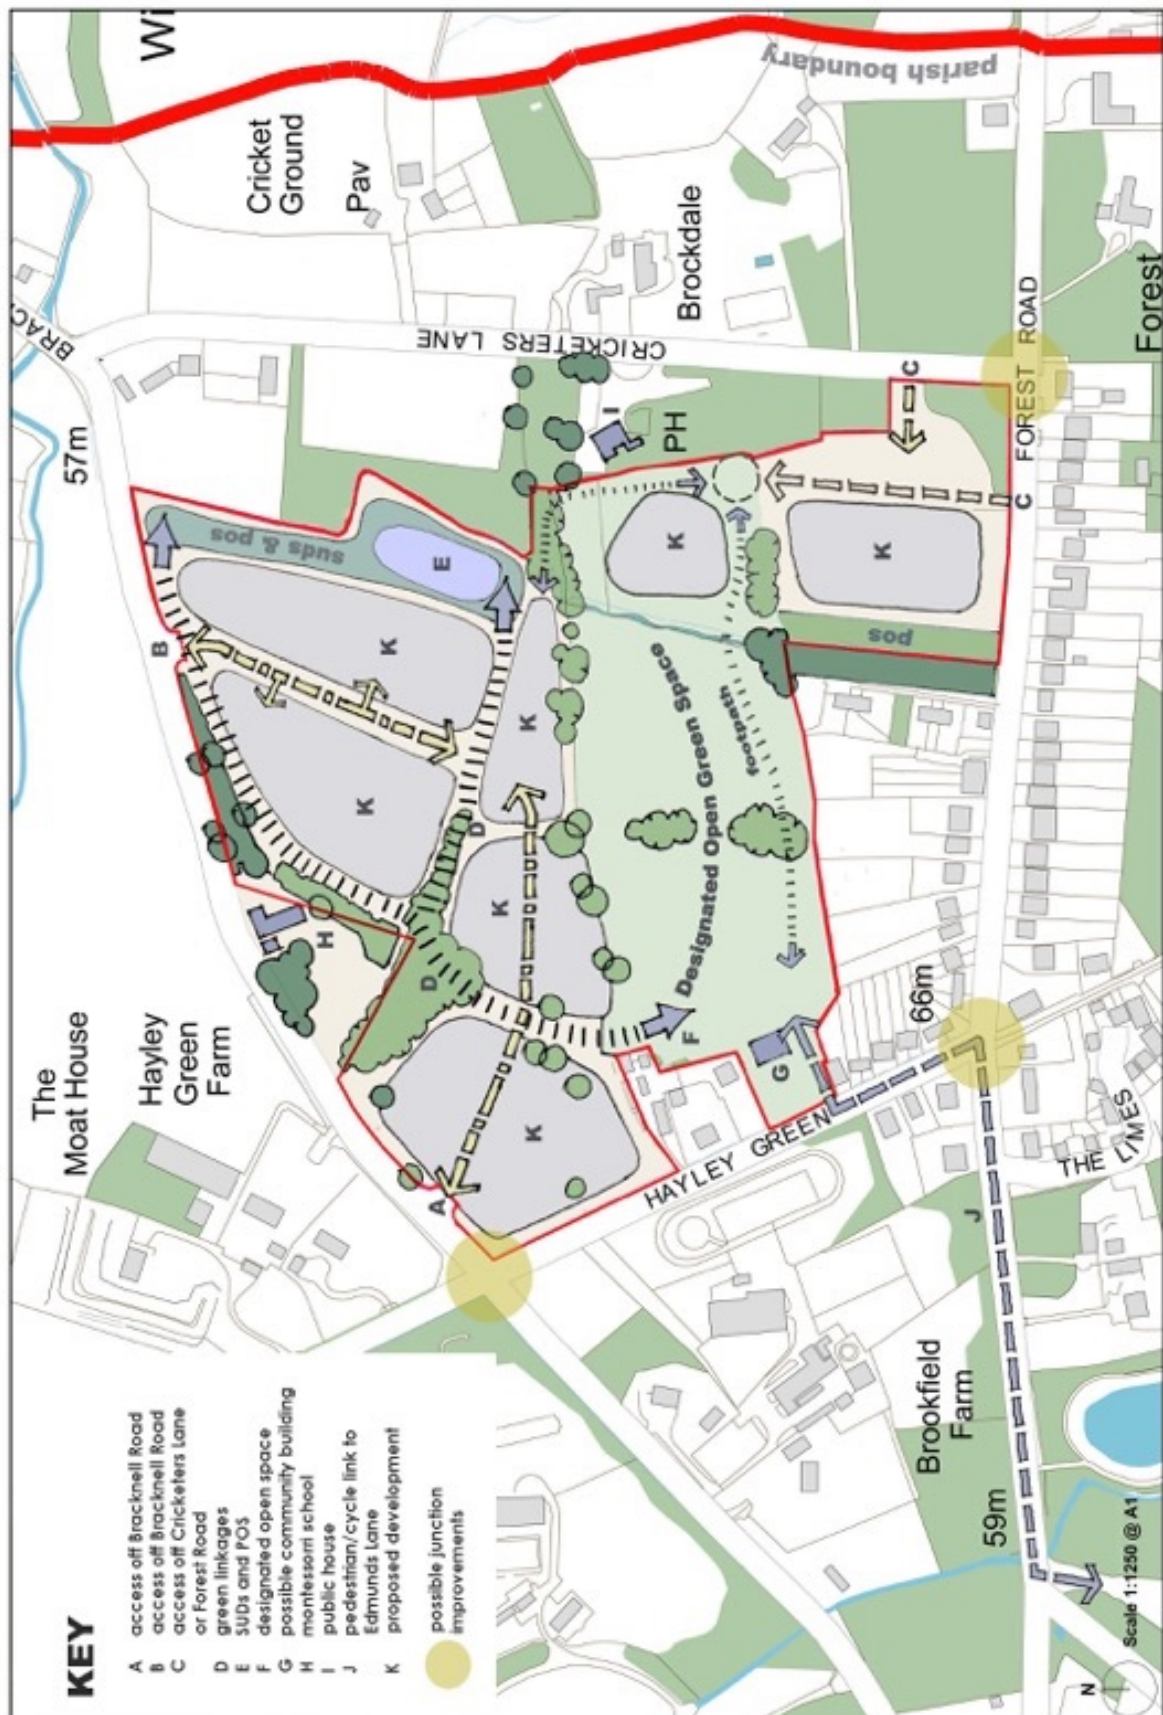 KEY
A access off Bracknell Road
B access off Bracknell Road
C access off Cricketers Lane
or Forest Road
D green linkages
E SUDs and POS
F designated open space
G possible community building
H montessorri school
I public house
J pedestrian/cycle link to
Edmunds Lane
K proposed development
possible junction
improvements
The
Moat House
Hayley
Green
Farm
57m
BRAC
Wi
Cricket
Ground
Pav
parish boundary
CRICKETERS LANE
Brockdale
PH
I
B
suds & pos
E
K
K
H
D
D
K
K
K
A
K
K
C
C
K
pos
Designated Open Green Space
footpath
F
G
HAYLEY GREEN
66m
FOREST ROAD
Forest
THE LIMES
J
Brookfield
Farm
59m
N
Scale 1:1250 @ A1